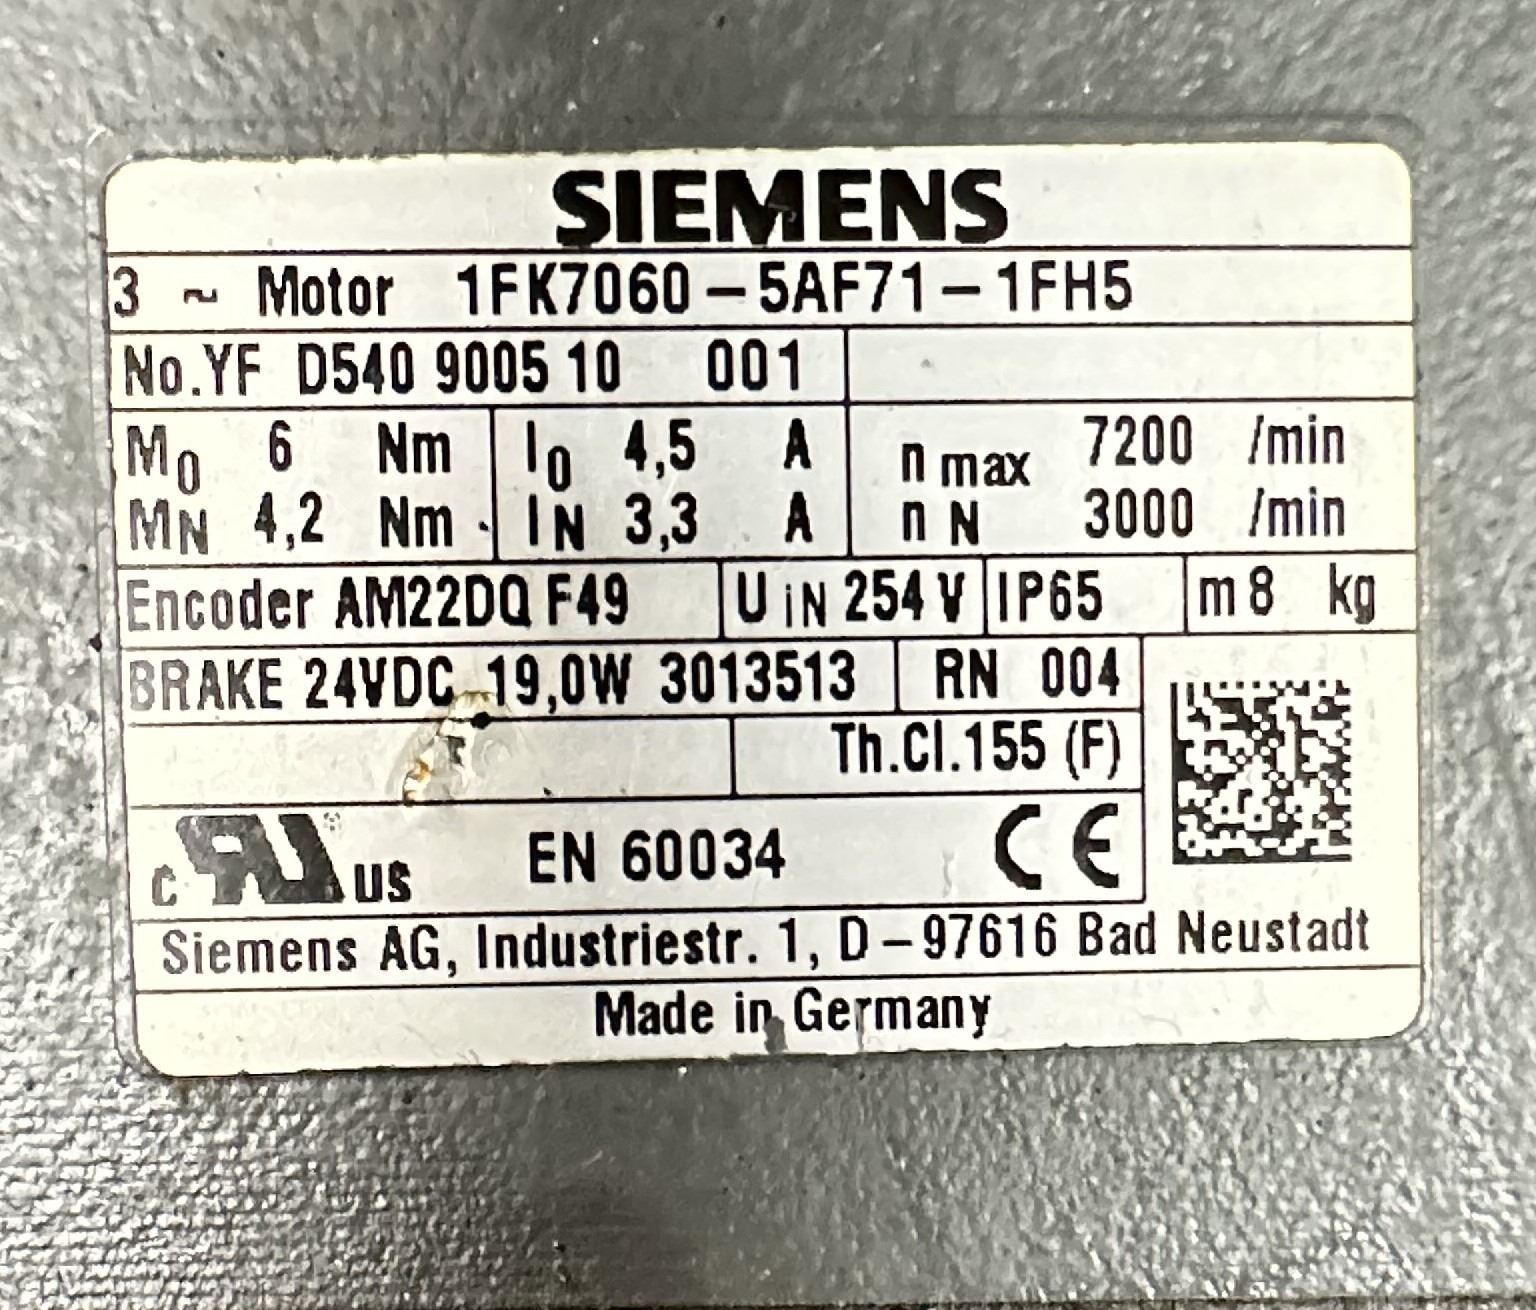 SIEMENS
3 ~ Motor 1FK7060-5AF71-1FH5
No.YF D540 9005 10 001
M0 6 Nm I0 4,5 A n max 7200 /min
MN 4,2 Nm IN 3,3 A n N 3000 /min
Encoder AM22DQ F49 U iN 254 V IP65 m 8 kg
BRAKE 24VDC 19,0W 3013513 RN 004
Th.Cl.155 (F)
c RU US EN 60034 CE
Siemens AG, Industriestr. 1, D-97616 Bad Neustadt
Made in Germany